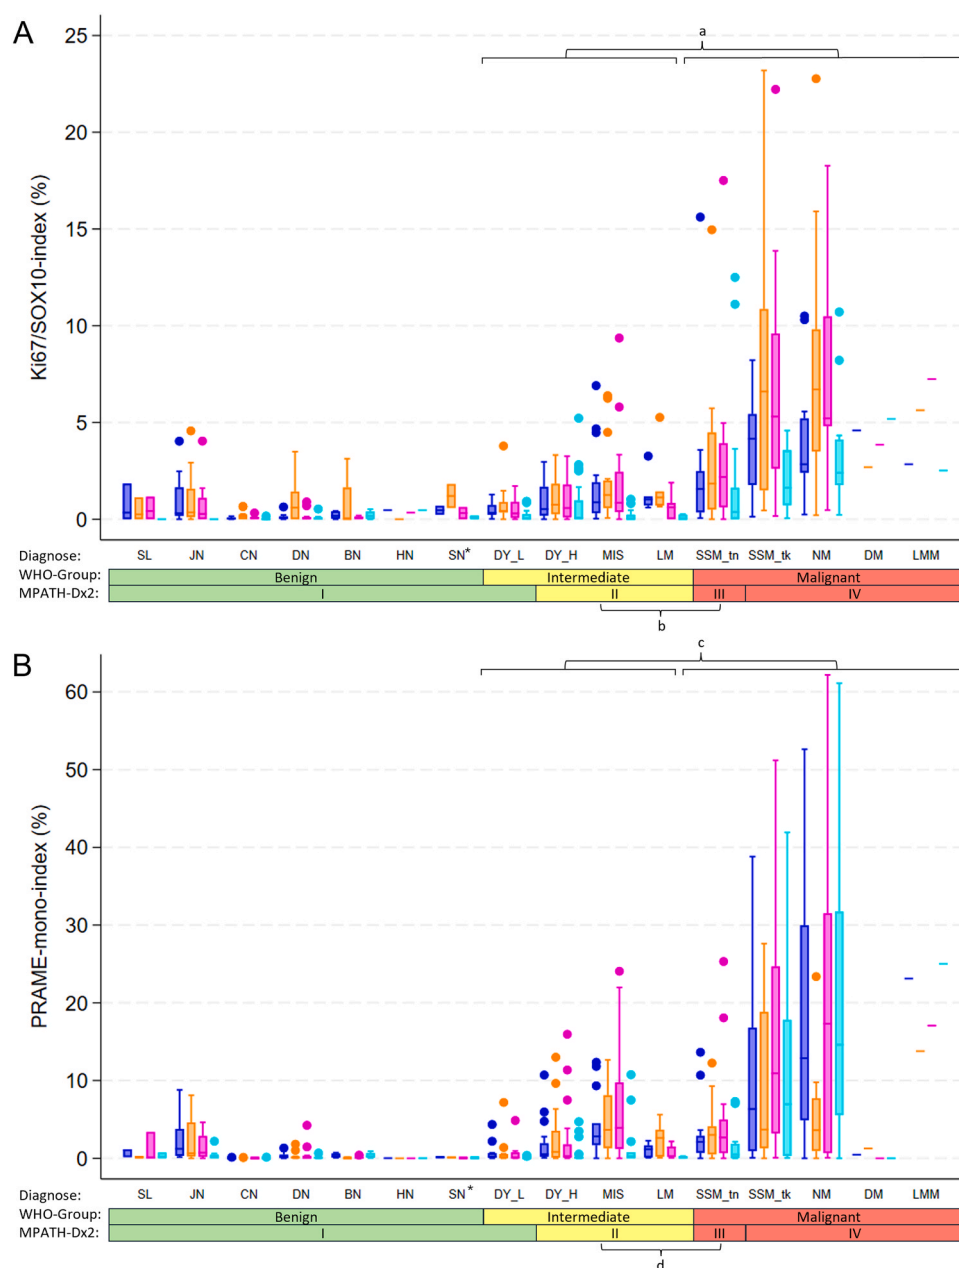 A
a
Ki67/SOX10-index (%)
25
20
15
10
5
0
Diagnose: SL JN CN DN BN HN SN* DY_L DY_H MIS LM SSM_tn SSM_tk NM DM LMM
WHO-Group: Benign Intermediate Malignant
MPATH-Dx2: I II III IV
b
B
c
PRAME-mono-index (%)
60
50
40
30
20
10
0
Diagnose: SL JN CN DN BN HN SN* DY_L DY_H MIS LM SSM_tn SSM_tk NM DM LMM
WHO-Group: Benign Intermediate Malignant
MPATH-Dx2: I II III IV
d